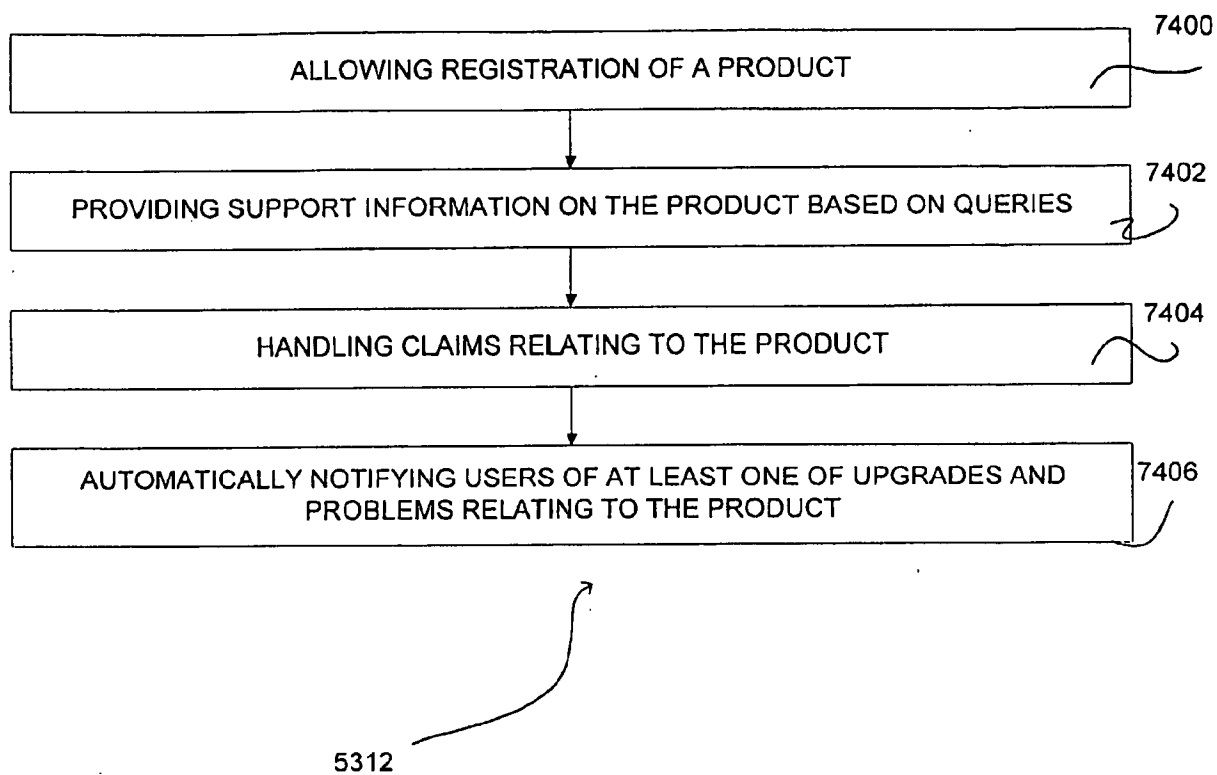 7400
ALLOWING REGISTRATION OF A PRODUCT
7402
PROVIDING SUPPORT INFORMATION ON THE PRODUCT BASED ON QUERIES
7404
HANDLING CLAIMS RELATING TO THE PRODUCT
7406
AUTOMATICALLY NOTIFYING USERS OF AT LEAST ONE OF UPGRADES AND
PROBLEMS RELATING TO THE PRODUCT
5312